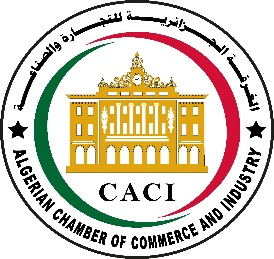 الغرفة الجزائرية للتجارة والصناعة
CACI
ALGERIAN CHAMBER OF COMMERCE AND INDUSTRY